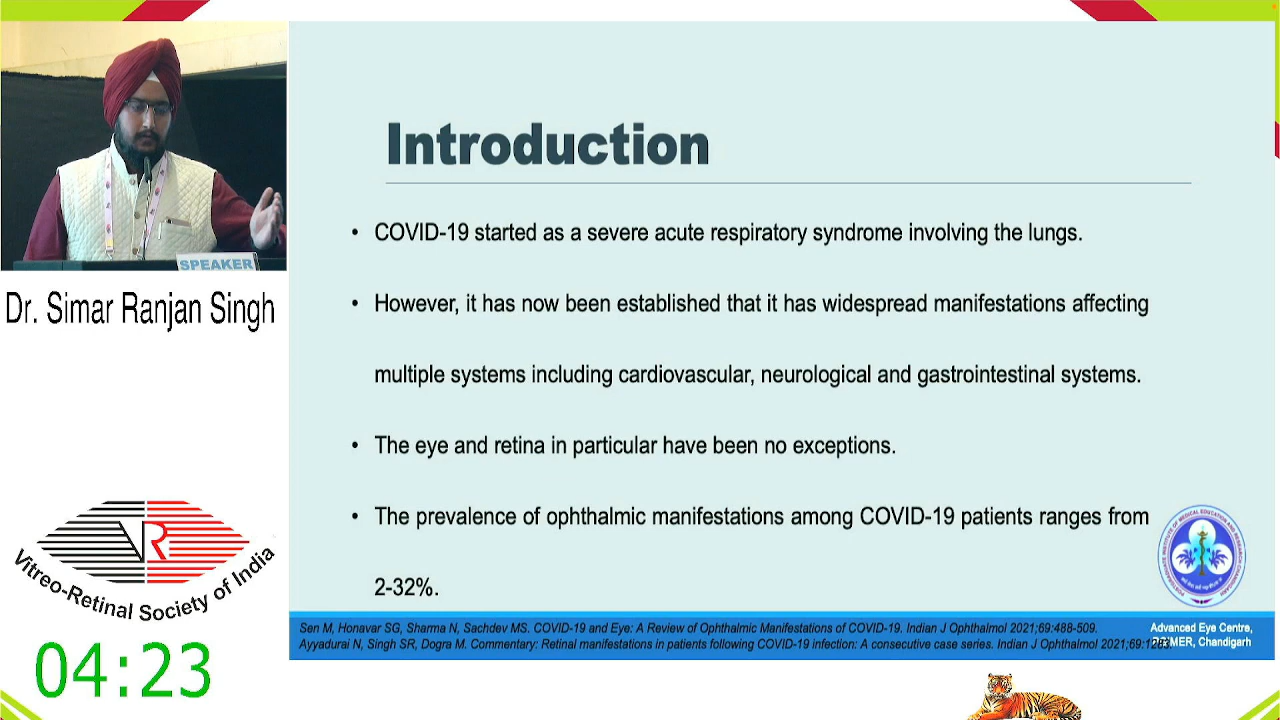 Introduction
• COVID-19 started as a severe acute respiratory syndrome involving the lungs.
• However, it has now been established that it has widespread manifestations affecting
multiple systems including cardiovascular, neurological and gastrointestinal systems.
• The eye and retina in particular have been no exceptions.
• The prevalence of ophthalmic manifestations among COVID-19 patients ranges from
2-32%.
Sen M, Honavar SG, Sharma N, Sachdev MS. COVID-19 and Eye: A Review of Ophthalmic Manifestations of COVID-19. Indian J Ophthalmol 2021;69:488-509.
Ayyadurai N, Singh SR, Dogra M. Commentary: Retinal manifestations in patients following COVID-19 infection: A consecutive case series. Indian J Ophthalmol 2021;69:
Advanced Eye Centre,
PGIMER, Chandigarh
SPEAKER
Dr. Simar Ranjan Singh
VR
Vitreo-Retinal Society of India
04:23